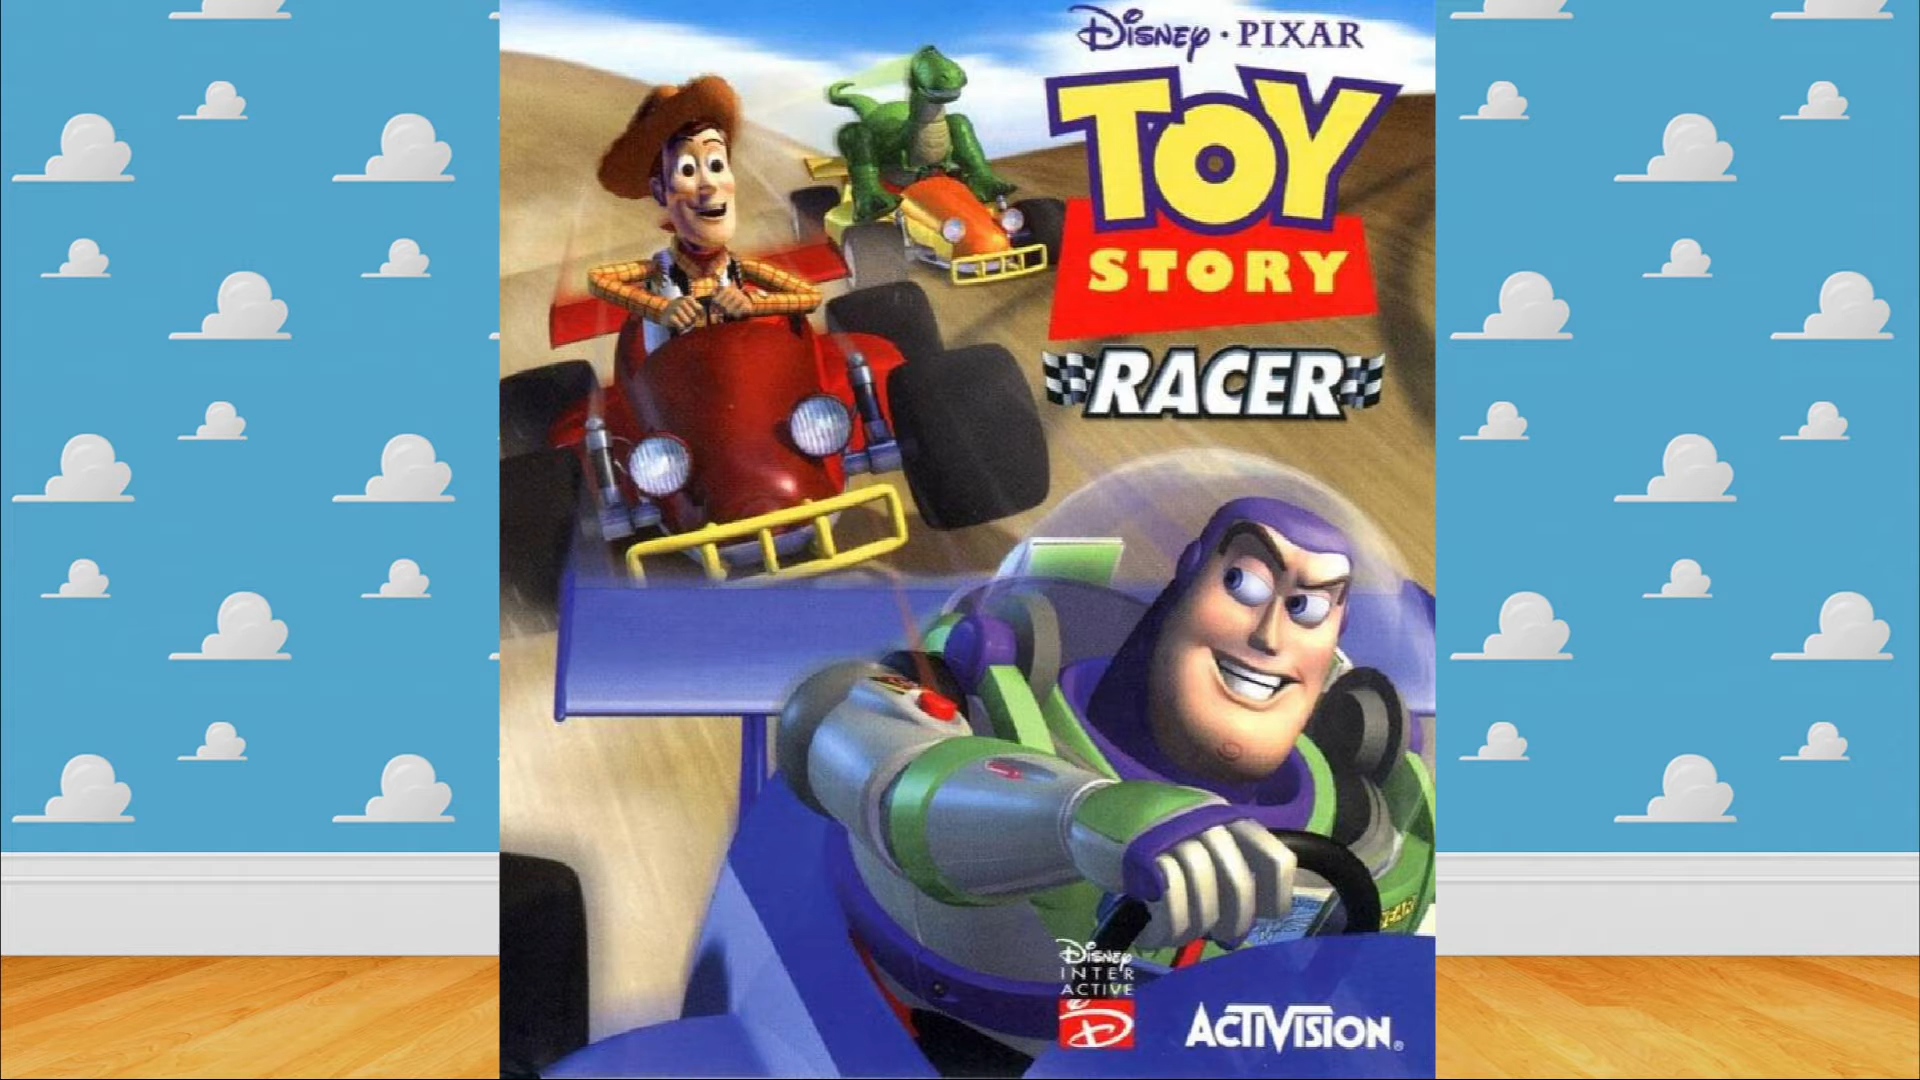 Disney · PIXAR
TOY
STORY
RACER
Disney
INTER
ACTIVE
ACTIVISION®